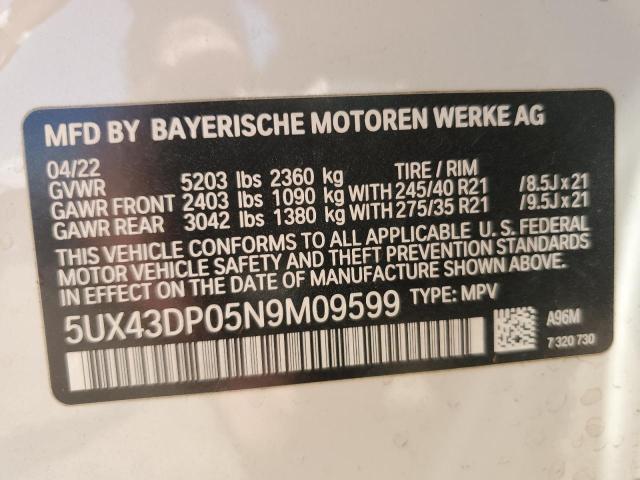 MFD BY BAYERISCHE MOTOREN WERKE AG
04/22 TIRE / RIM
GVWR 5203 lbs 2360 kg
GAWR FRONT 2403 lbs 1090 kg WITH 245/40 R21 /8.5J x 21
GAWR REAR 3042 lbs 1380 kg WITH 275/35 R21 /9.5J x 21
THIS VEHICLE CONFORMS TO ALL APPLICABLE U. S. FEDERAL
MOTOR VEHICLE SAFETY AND THEFT PREVENTION STANDARDS
IN EFFECT ON THE DATE OF MANUFACTURE SHOWN ABOVE.
5UX43DP05N9M09599 TYPE: MPV
A96M
7 320 730